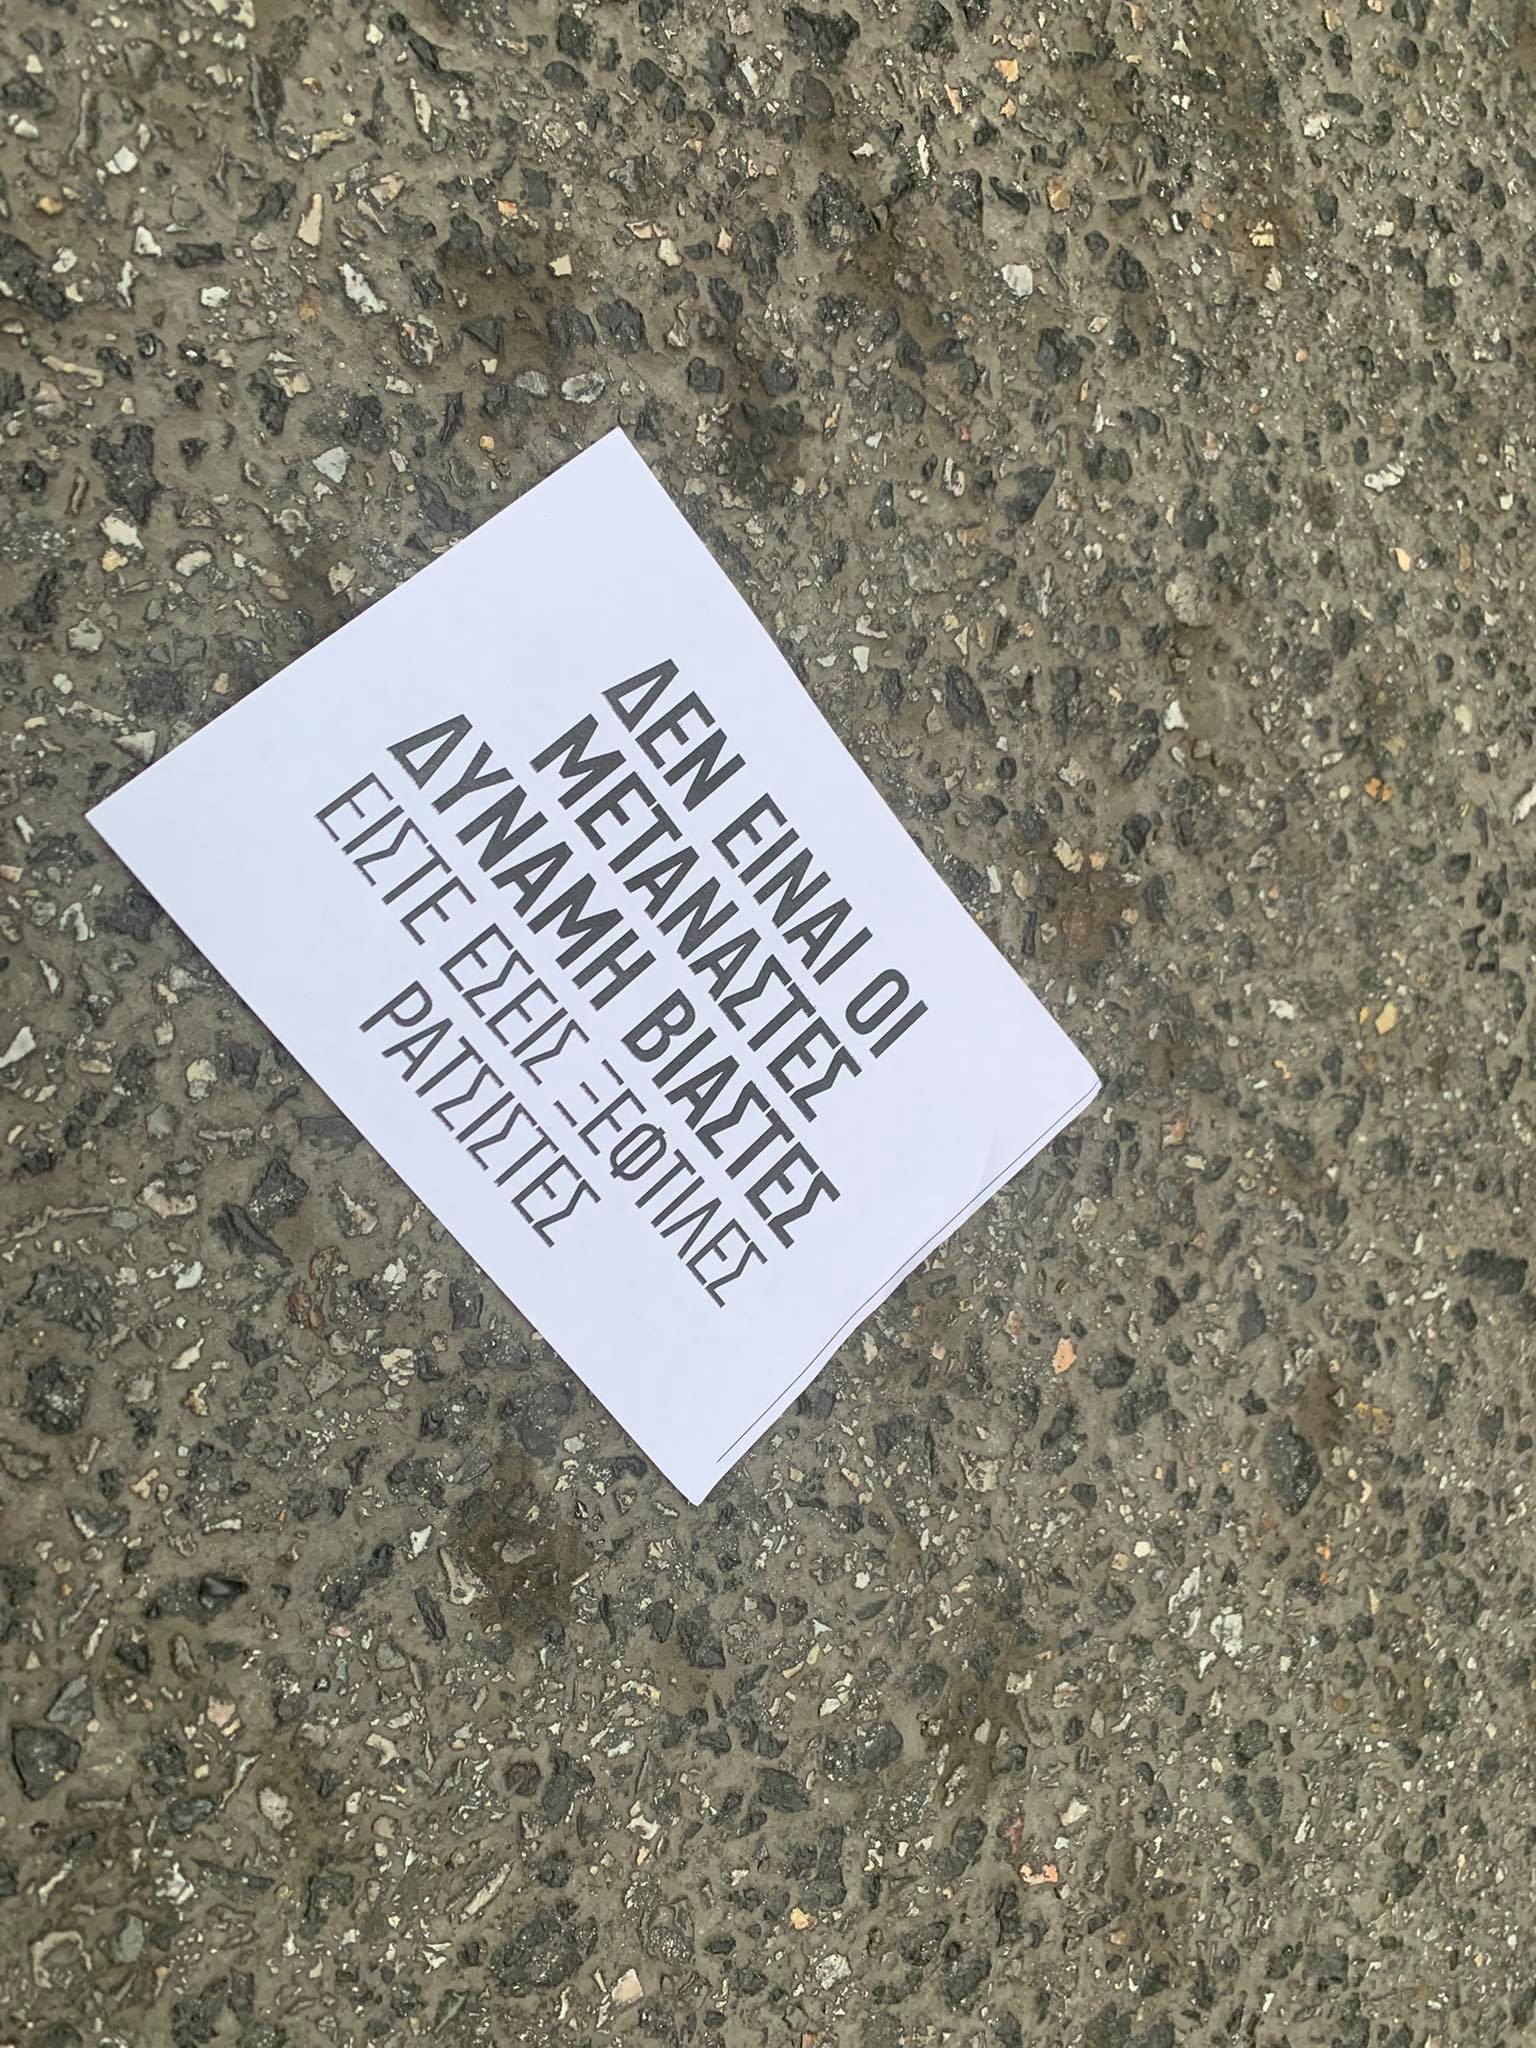 ΔΕΝ ΕΙΝΑΙ ΟΙ
ΜΕΤΑΝΑΣΤΕΣ
ΔΥΝΑΜΗ ΒΙΑΣΤΕΣ
ΕΙΣΤΕ ΕΣΕΙΣ ΞΕΦΤΙΛΕΣ
ΡΑΤΣΙΣΤΕΣ